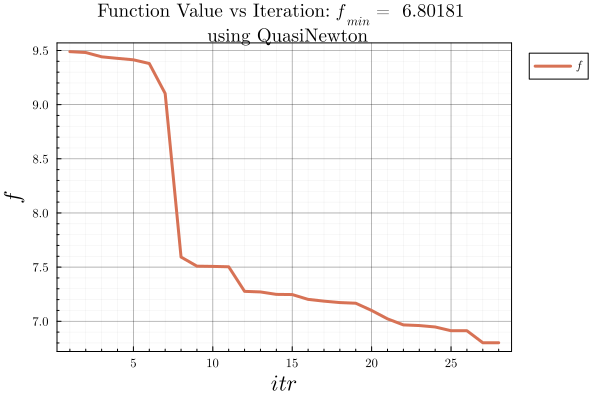 Function Value vs Iteration: f_min = 6.80181
using QuasiNewton
f
9.5
9.0
8.5
8.0
7.5
7.0
f
5
10
15
20
25
itr